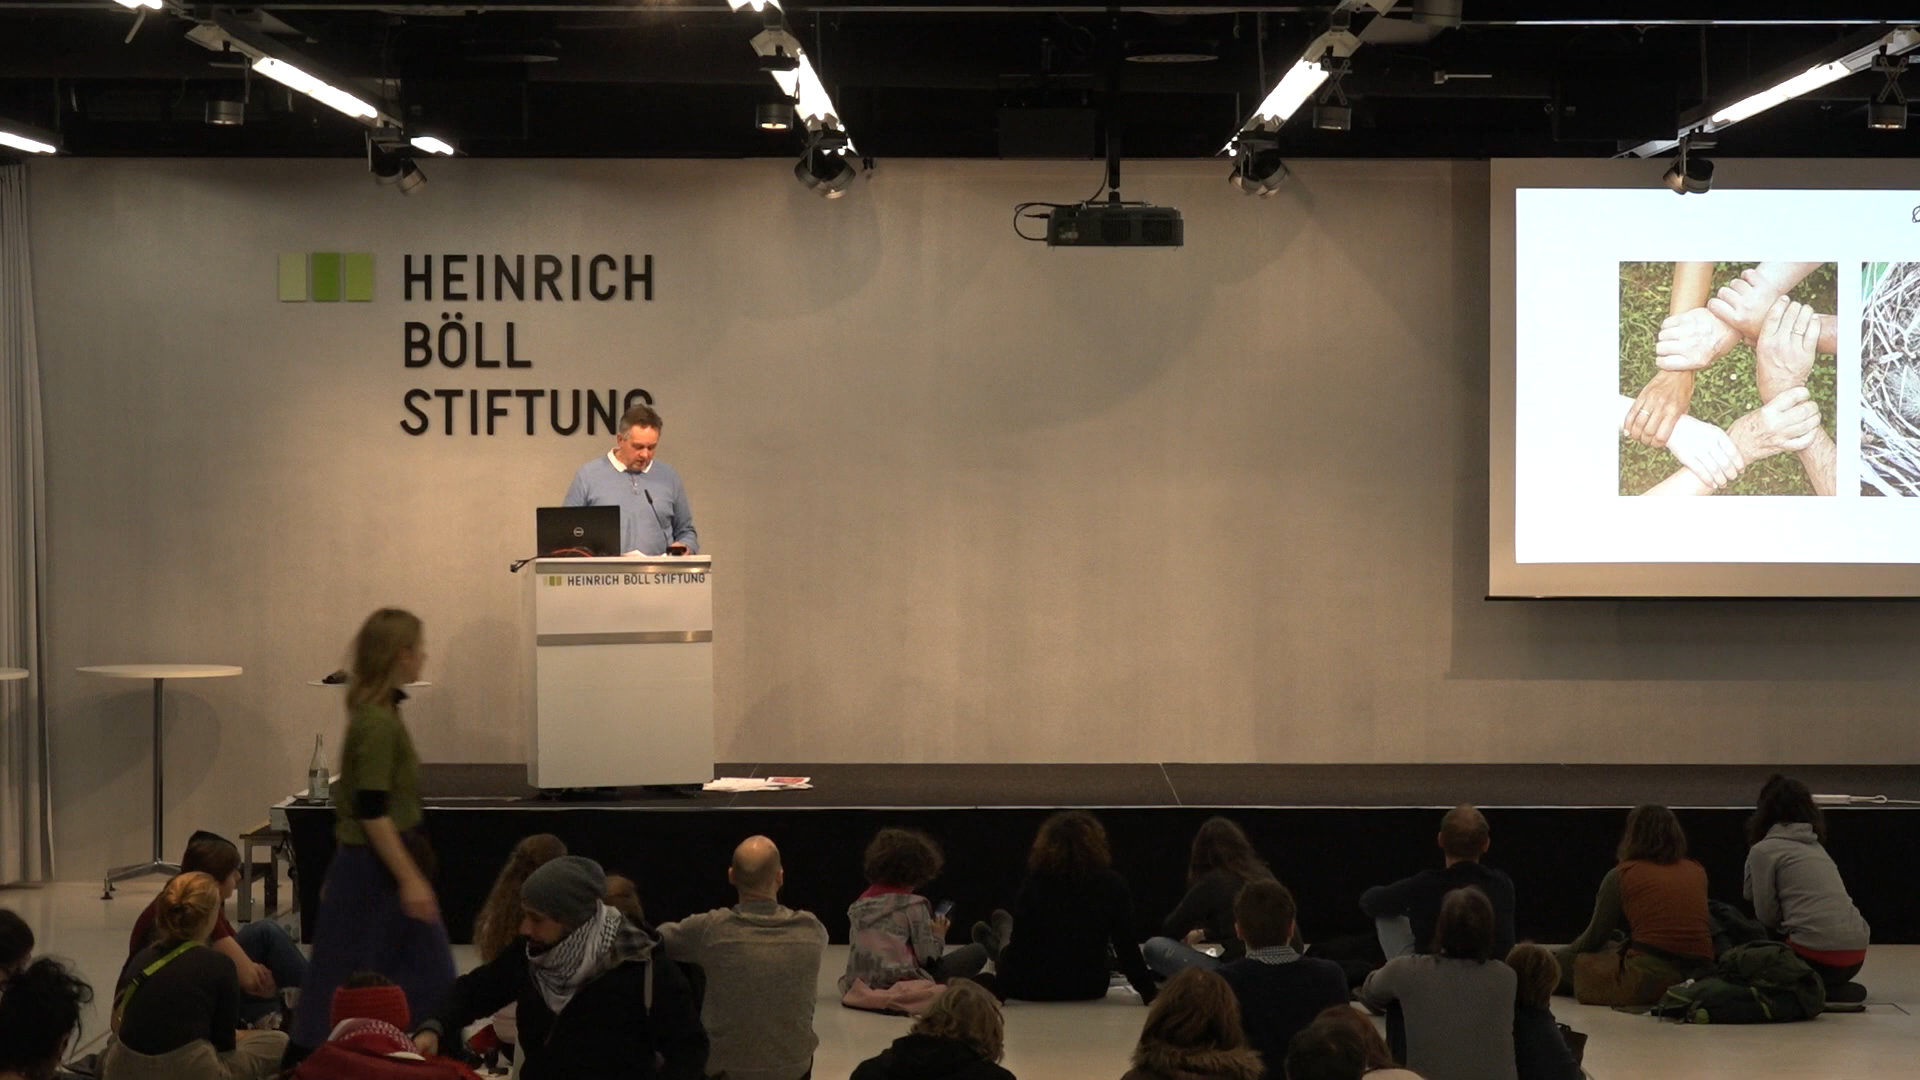 HEINRICH
BÖLL
STIFTUNG
HEINRICH BÖLL STIFTUNG